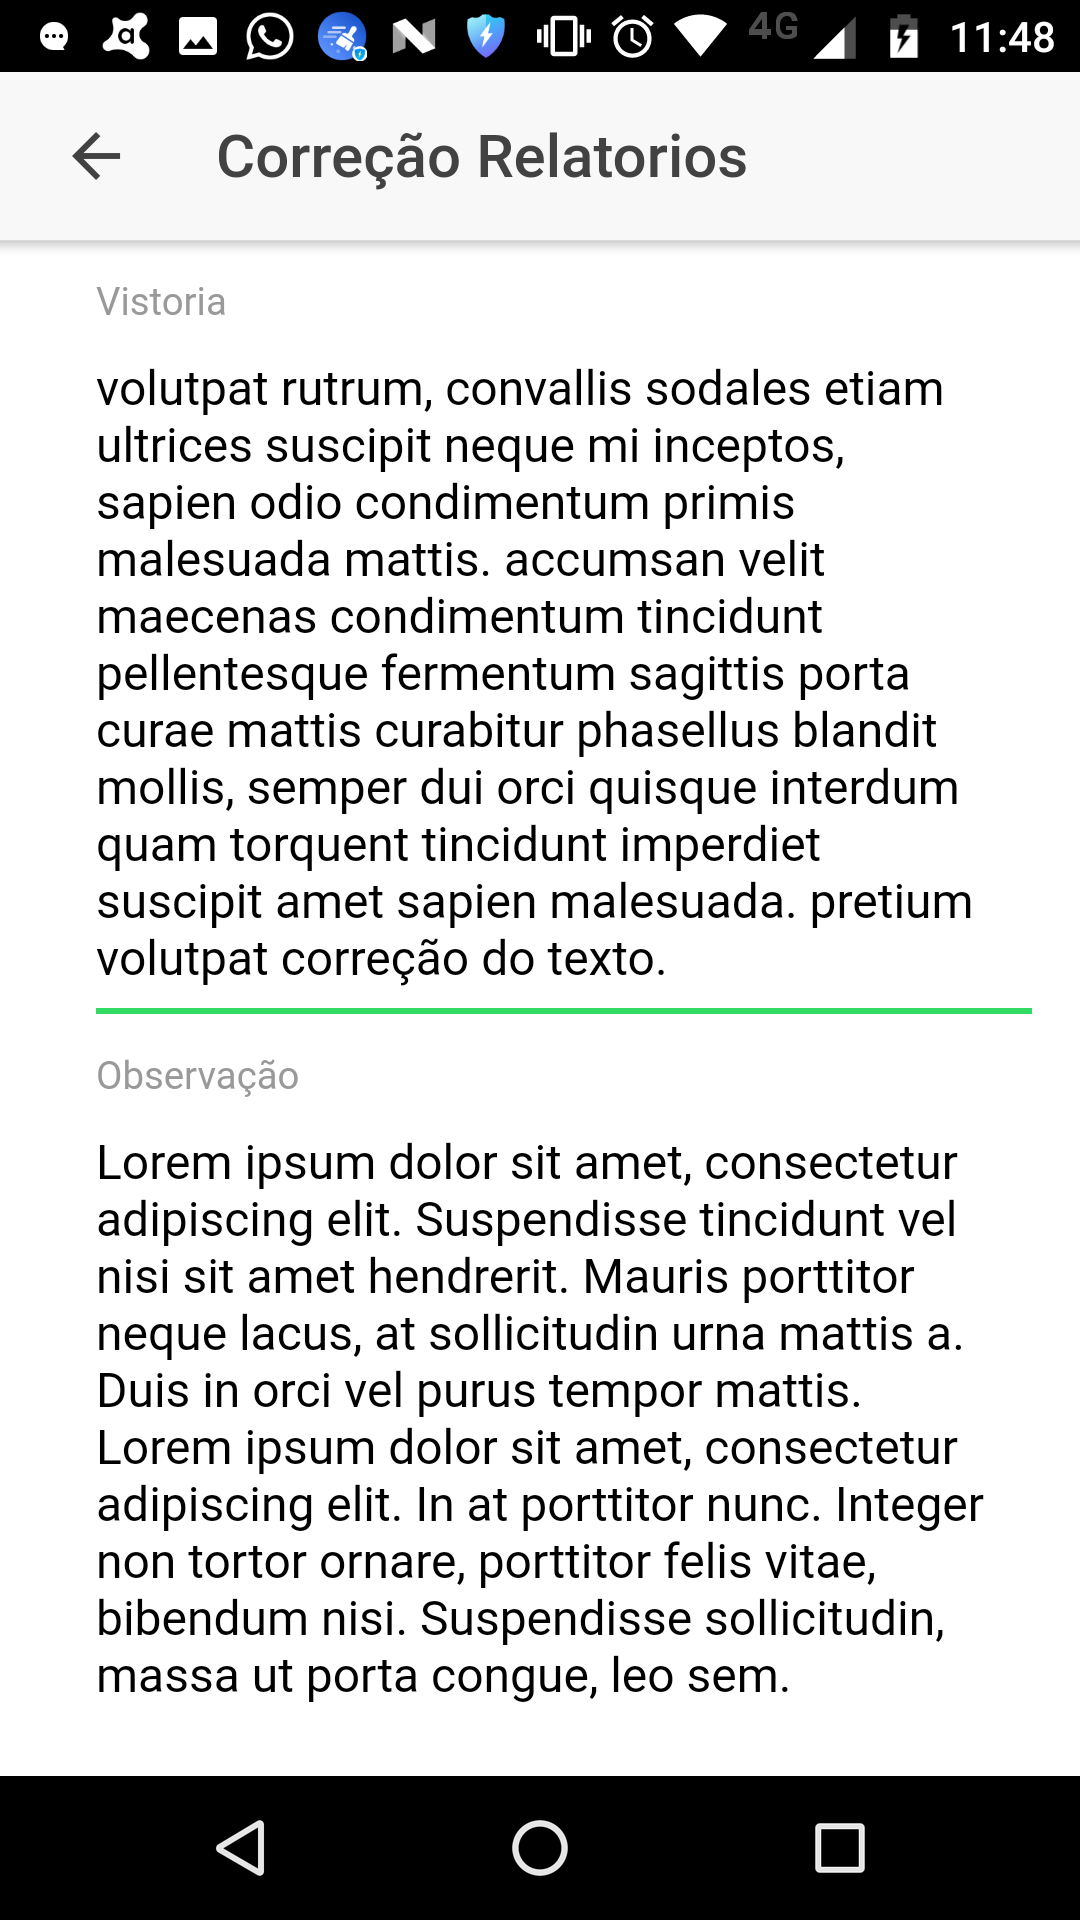 4G 11:48
Correção Relatorios
Vistoria
volutpat rutrum, convallis sodales etiam
ultrices suscipit neque mi inceptos,
sapien odio condimentum primis
malesuada mattis. accumsan velit
maecenas condimentum tincidunt
pellentesque fermentum sagittis porta
curae mattis curabitur phasellus blandit
mollis, semper dui orci quisque interdum
quam torquent tincidunt imperdiet
suscipit amet sapien malesuada. pretium
volutpat correção do texto.
Observação
Lorem ipsum dolor sit amet, consectetur
adipiscing elit. Suspendisse tincidunt vel
nisi sit amet hendrerit. Mauris porttitor
neque lacus, at sollicitudin urna mattis a.
Duis in orci vel purus tempor mattis.
Lorem ipsum dolor sit amet, consectetur
adipiscing elit. In at porttitor nunc. Integer
non tortor ornare, porttitor felis vitae,
bibendum nisi. Suspendisse sollicitudin,
massa ut porta congue, leo sem.